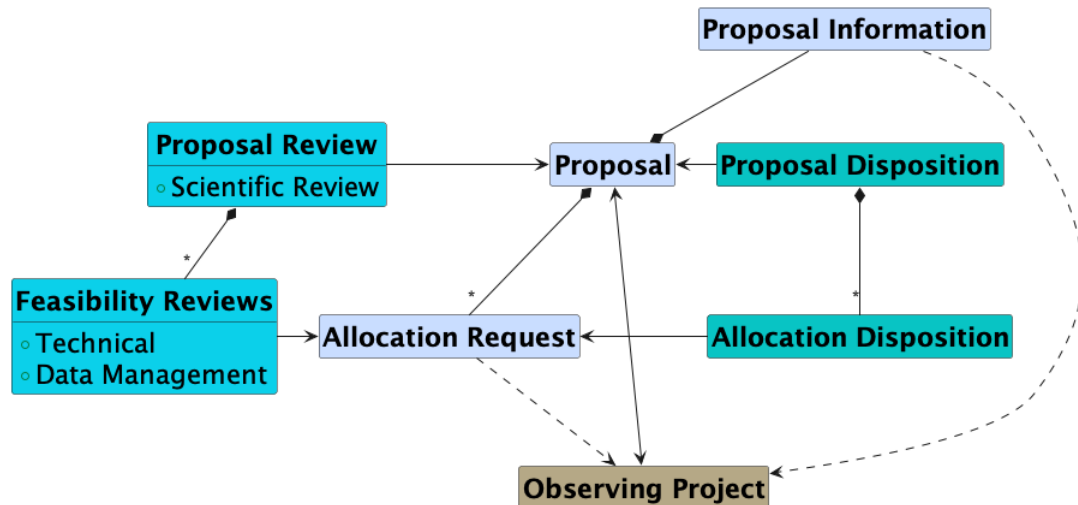 Proposal Information
Proposal Review
Scientific Review
Proposal
Proposal Disposition
*
Feasibility Reviews
Technical
Data Management
*
Allocation Request
*
Allocation Disposition
Observing Project